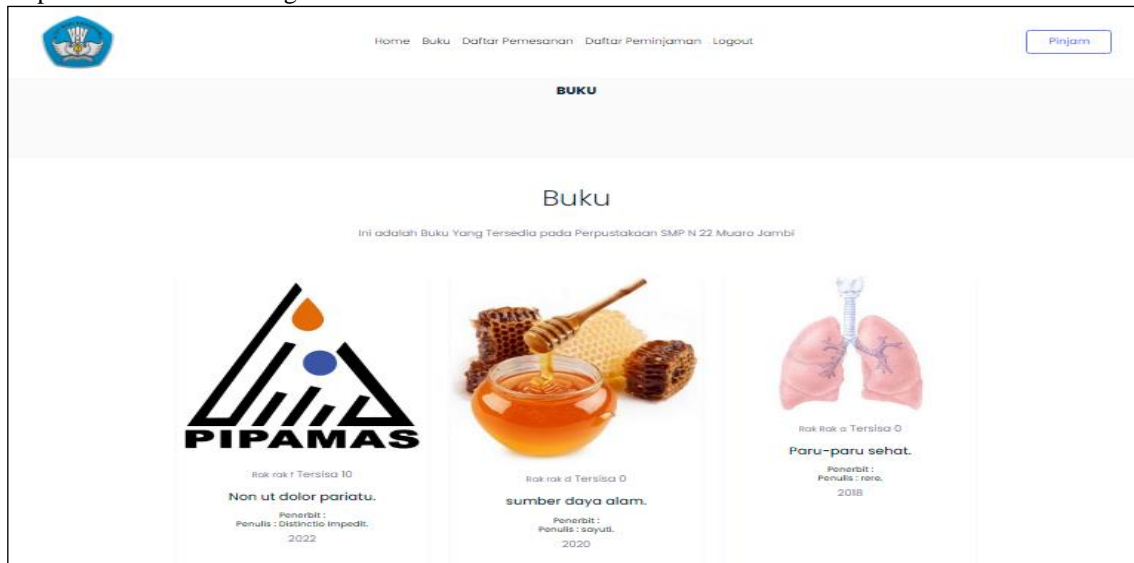 Home Buku Daftar Pemesanan Daftar Peminjaman Logout
Pinjam
BUKU
Buku
Ini adalah Buku Yang Tersedia pada Perpustakaan SMP N 22 Muaro Jambi
PIPAMAS
Rak rak f Tersisa 10
Non ut dolor pariatu.
Penerbit :
Penulis : Distinctio Impedit.
2022
Rak rak d Tersisa 0
sumber daya alam.
Penerbit :
Penulis : sayuti.
2020
Rak Rak a Tersisa 0
Paru-paru sehat.
Penerbit :
Penulis : rere.
2018